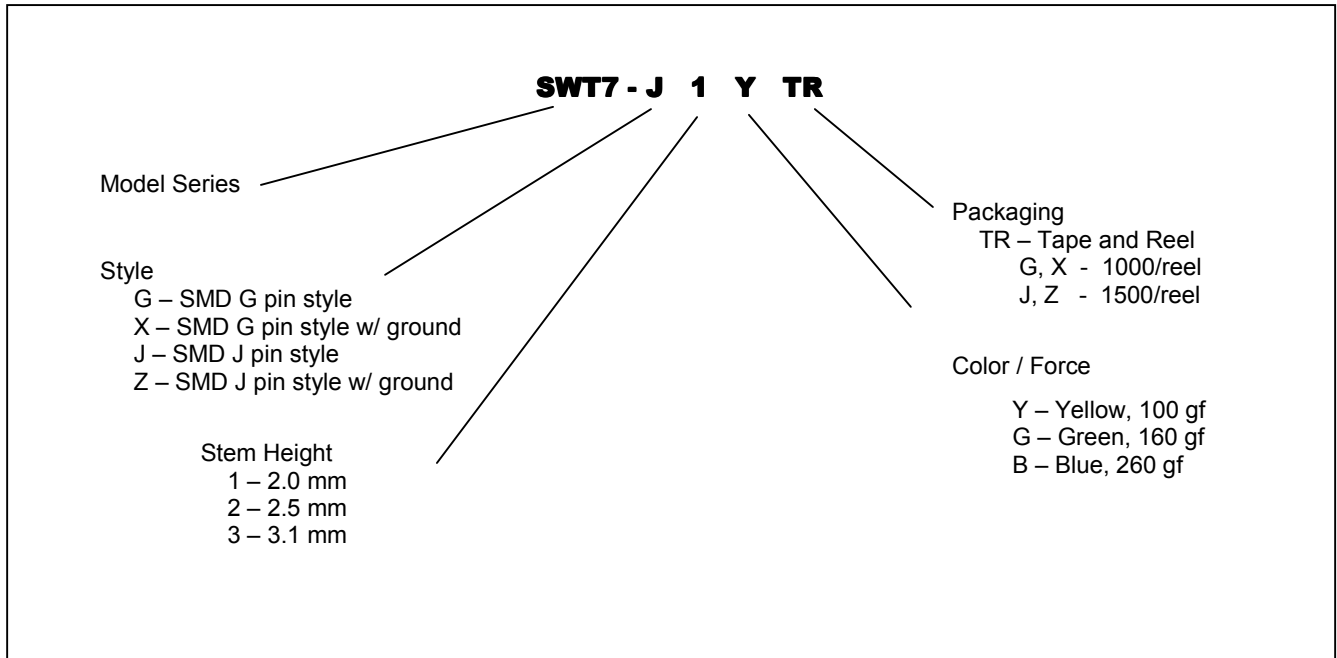 SWT7 - J 1 Y TR
Model Series
Style
G – SMD G pin style
X – SMD G pin style w/ ground
J – SMD J pin style
Z – SMD J pin style w/ ground
Stem Height
1 – 2.0 mm
2 – 2.5 mm
3 – 3.1 mm
Packaging
TR – Tape and Reel
G, X - 1000/reel
J, Z - 1500/reel
Color / Force
Y – Yellow, 100 gf
G – Green, 160 gf
B – Blue, 260 gf